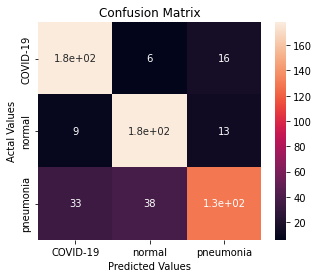 Confusion Matrix
COVID-19
1.8e+02 6 16
normal
9 1.8e+02 13
pneumonia
33 38 1.3e+02
COVID-19 normal pneumonia
Predicted Values
Actal Values
160
140
120
100
80
60
40
20